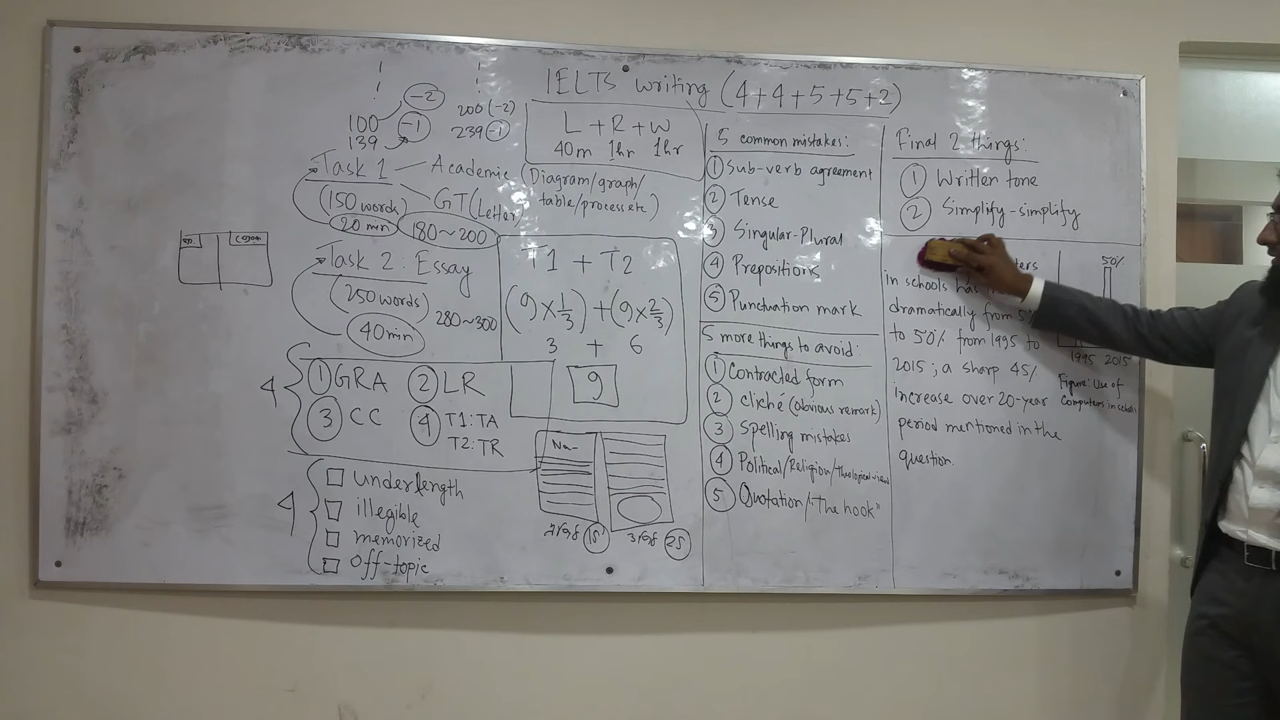 IELTS writing (4+4+5+5+2)
-2
100
-1
139
200 (-2)
239 -1
L + R + W
40m 1hr 1hr
Task 1 — Academic (Diagram/graph/
table/process etc)
GT (Letter)
(150 words)
20 min
180~200
Task 2 : Essay
(250 words)
280~300
40 min
T1 + T2
(9×1/3) + (9×2/3)
3 + 6
9
4
1 GRA 2 LR
3 CC 4 T1:TA
T2:TR
4
underlength
illegible
memorized
off-topic
15
25
5 common mistakes:
1 Sub-verb agreement
2 Tense
3 Singular-Plural
4 Prepositions
5 Punctuation mark
5 more things to avoid:
1 Contracted form
2 cliché (obvious remark)
3 Spelling mistakes
4 Political/Religion/Theological views
5 Quotation/"The hook"
Final 2 things:
1 Written tone
2 Simplify-simplify
in schools has
dramatically from
to 50% from 1995 to
2015; a sharp 45%
increase over 20-year
period mentioned in the
question.
50%
1995 2015
Figure: Use of
Computers in schools